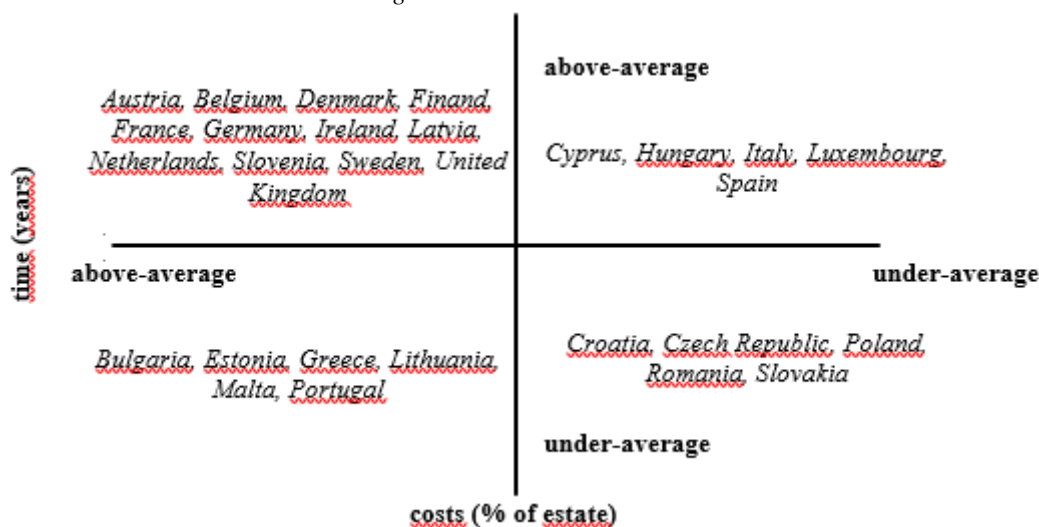 above-average
Austria, Belgium, Denmark, Finand,
France, Germany, Ireland, Latvia,
Netherlands, Slovenia, Sweden, United
Kingdom
Cyprus, Hungary, Italy, Luxembourg,
Spain
time (years)
above-average
under-average
Bulgaria, Estonia, Greece, Lithuania,
Malta, Portugal
Croatia, Czech Republic, Poland,
Romania, Slovakia
under-average
costs (% of estate)